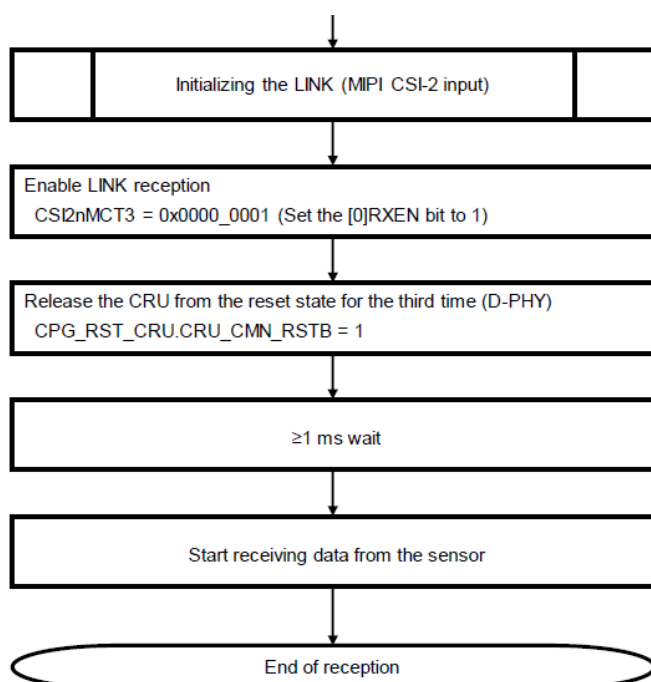 Initializing the LINK (MIPI CSI-2 input)
Enable LINK reception
CSI2nMCT3 = 0x0000_0001 (Set the [0]RXEN bit to 1)
Release the CRU from the reset state for the third time (D-PHY)
CPG_RST_CRU.CRU_CMN_RSTB = 1
≥1 ms wait
Start receiving data from the sensor
End of reception